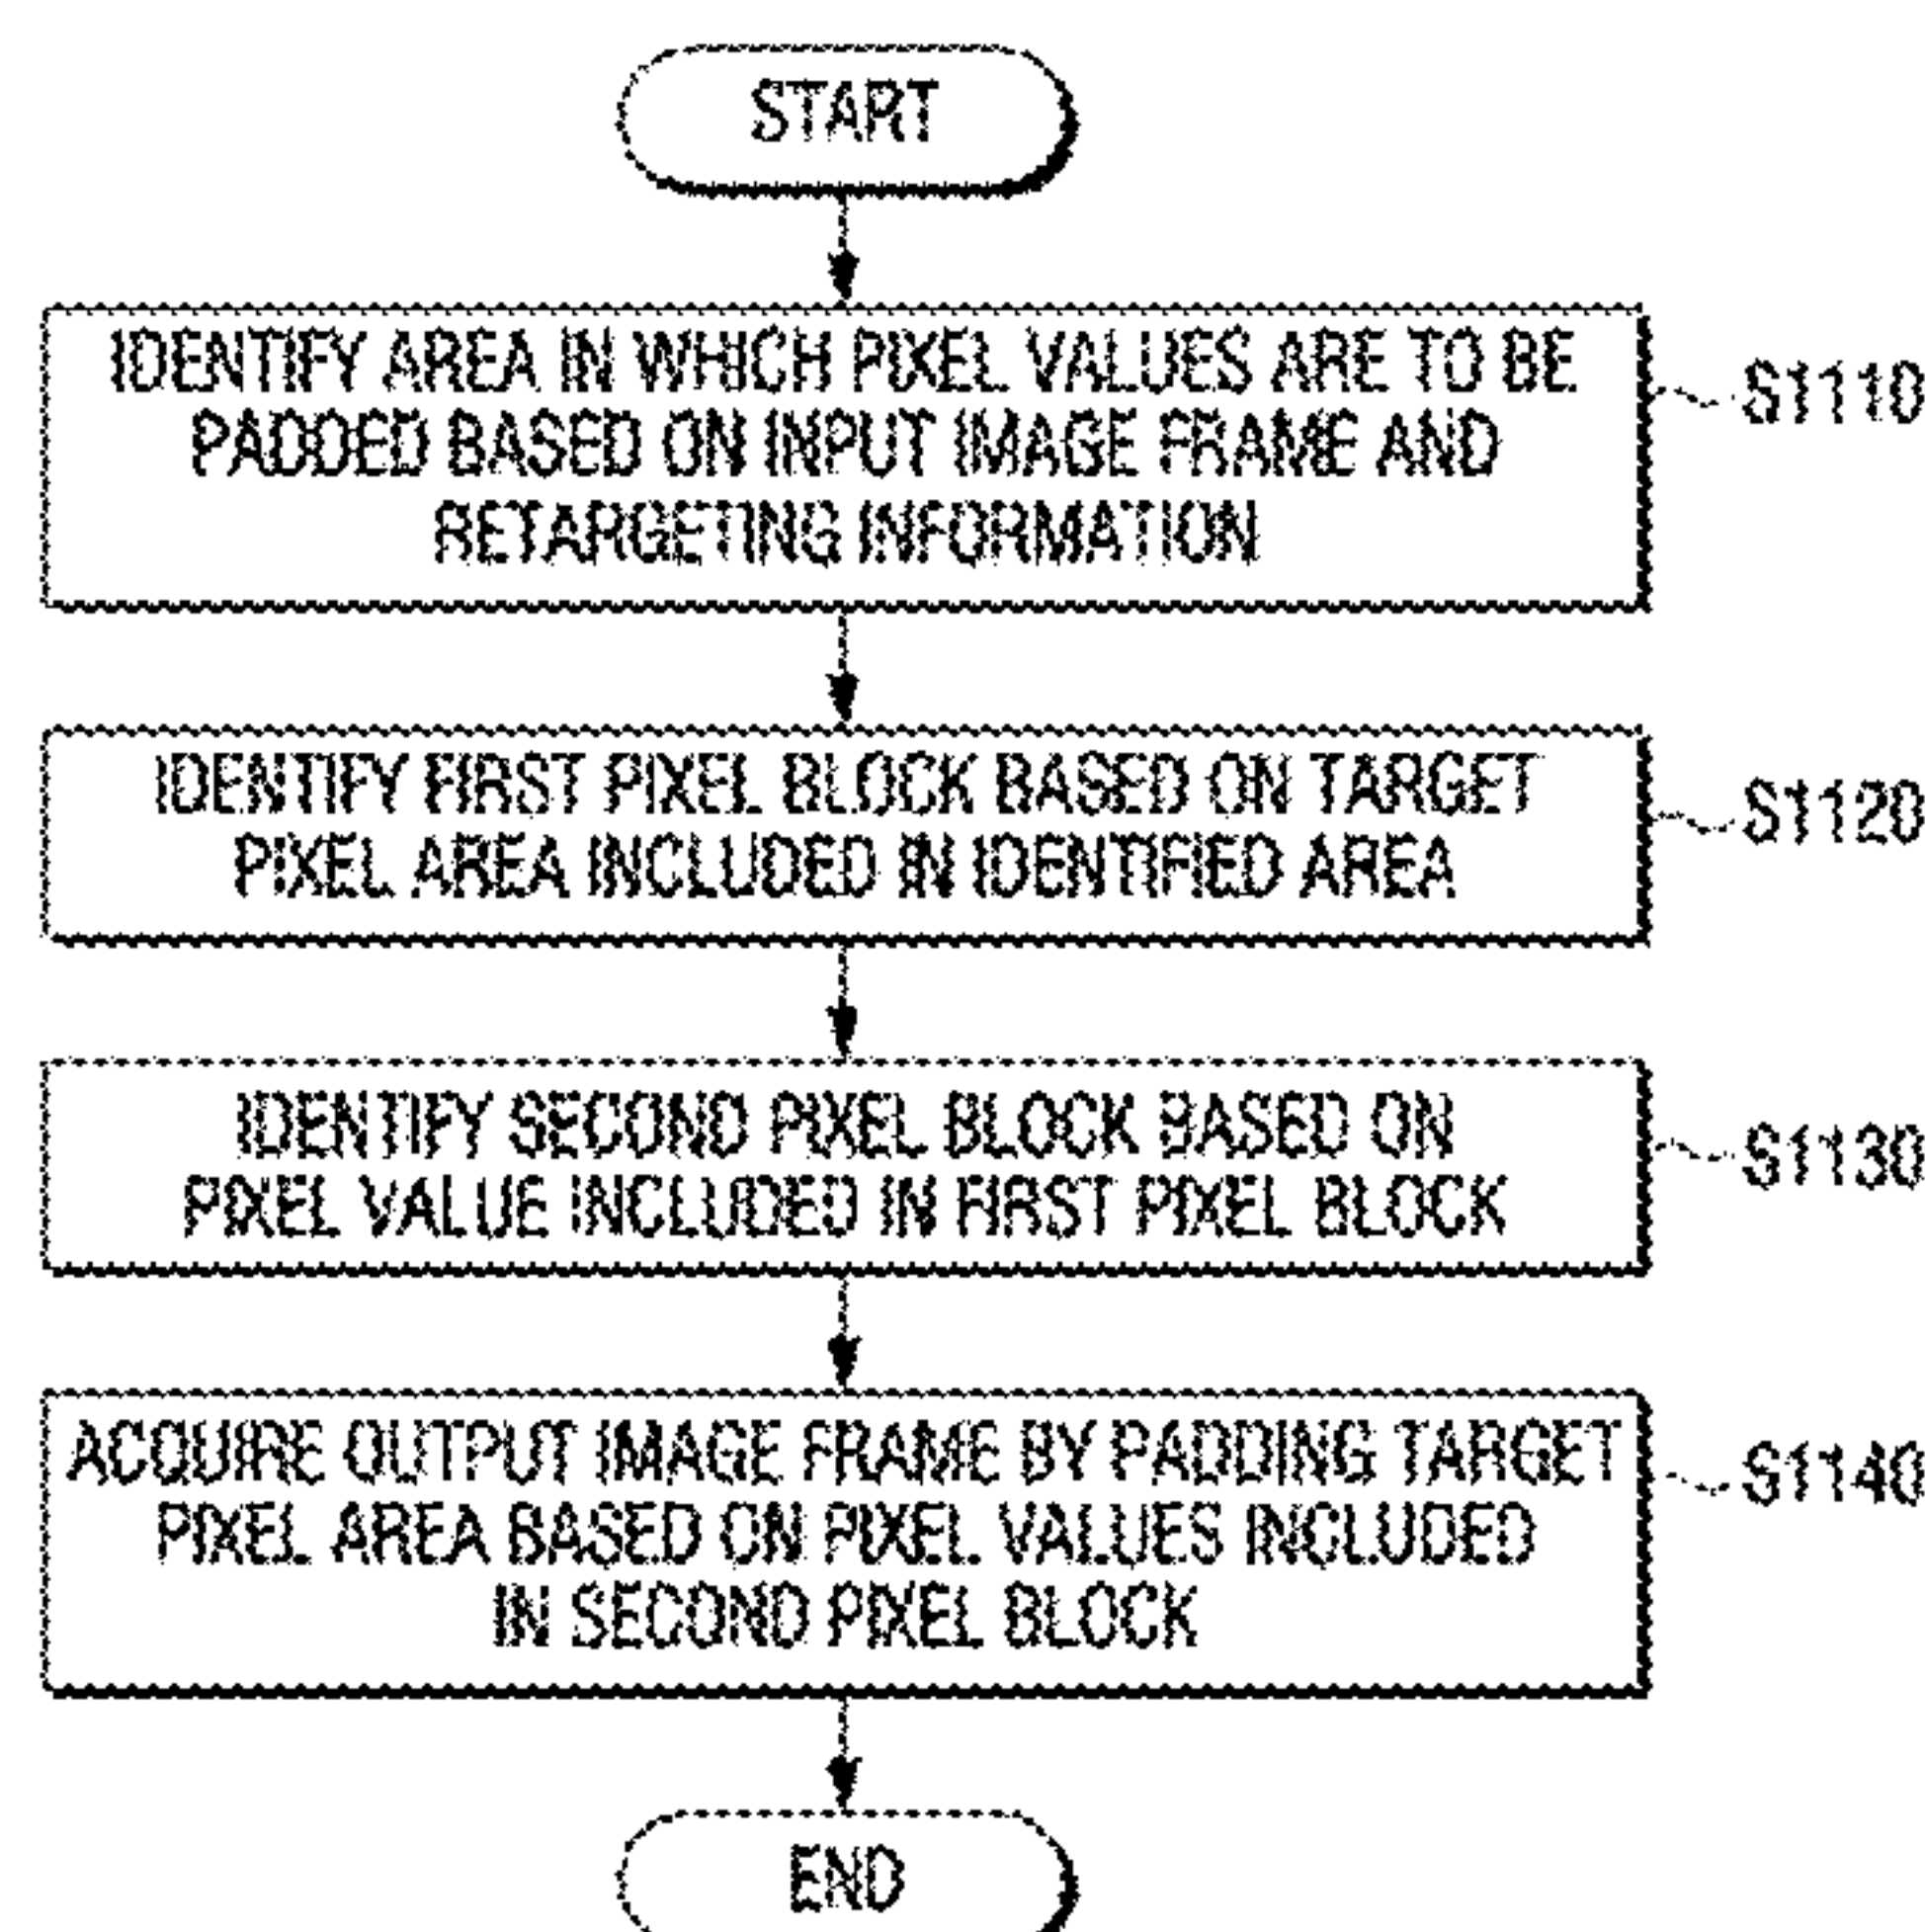 START
IDENTIFY AREA IN WHICH PIXEL VALUES ARE TO BE
PADDED BASED ON INPUT IMAGE FRAME AND
RETARGETING INFORMATION
S1110
IDENTIFY FIRST PIXEL BLOCK BASED ON TARGET
PIXEL AREA INCLUDED IN IDENTIFIED AREA
S1120
IDENTIFY SECOND PIXEL BLOCK BASED ON
PIXEL VALUE INCLUDED IN FIRST PIXEL BLOCK
S1130
ACQUIRE OUTPUT IMAGE FRAME BY PADDING TARGET
PIXEL AREA BASED ON PIXEL VALUES INCLUDED
IN SECOND PIXEL BLOCK
S1140
END